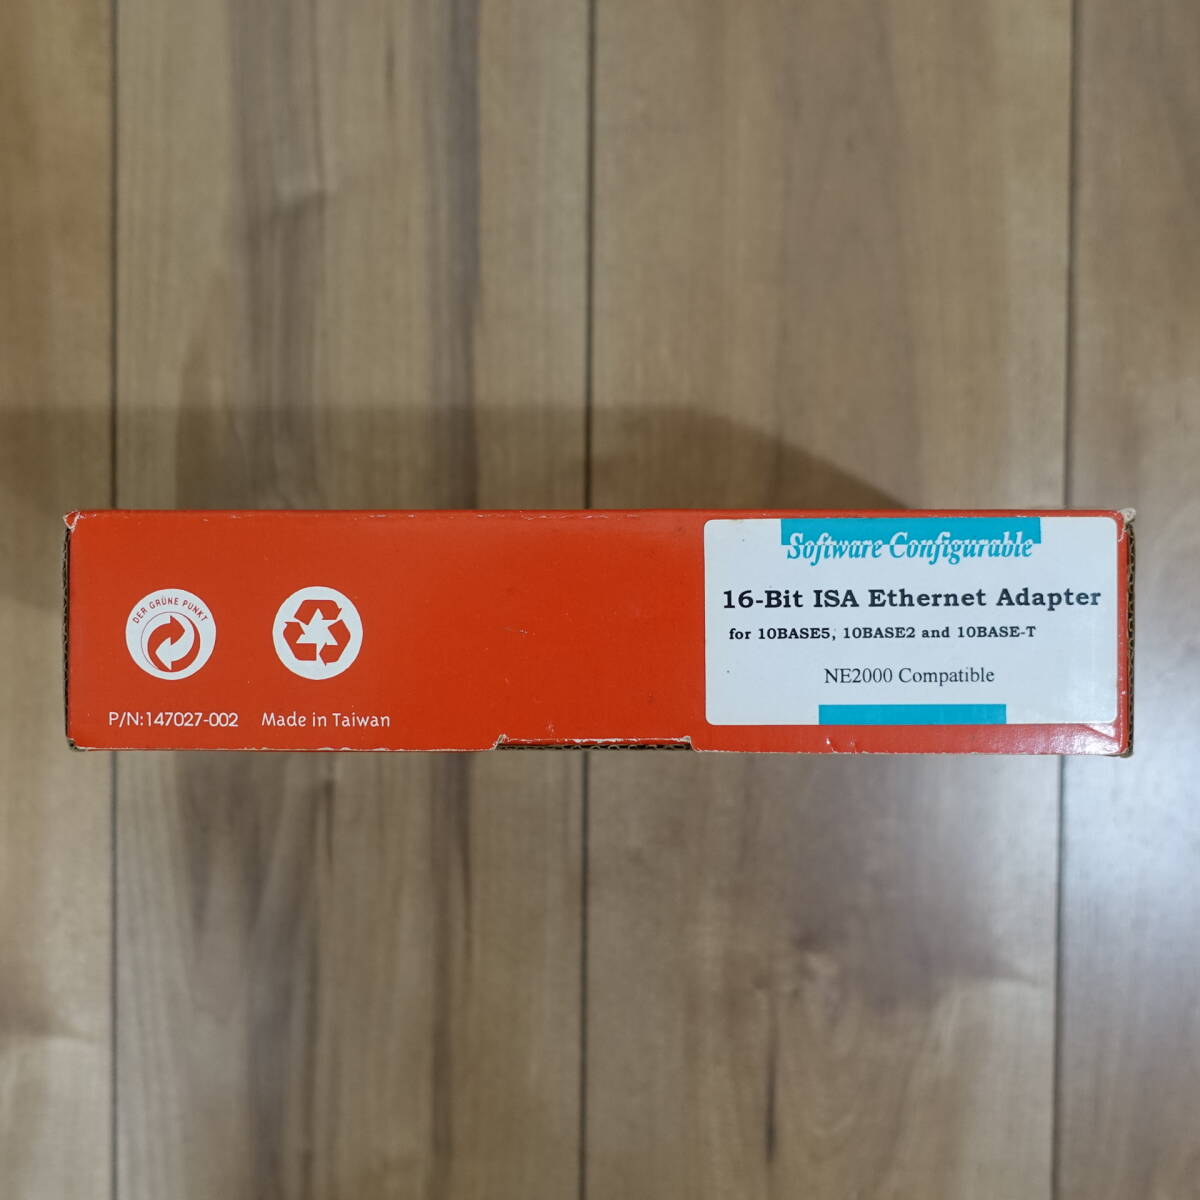 DER GRÜNE PUNKT
P/N:147027-002 Made in Taiwan
Software Configurable
16-Bit ISA Ethernet Adapter
for 10BASE5, 10BASE2 and 10BASE-T
NE2000 Compatible